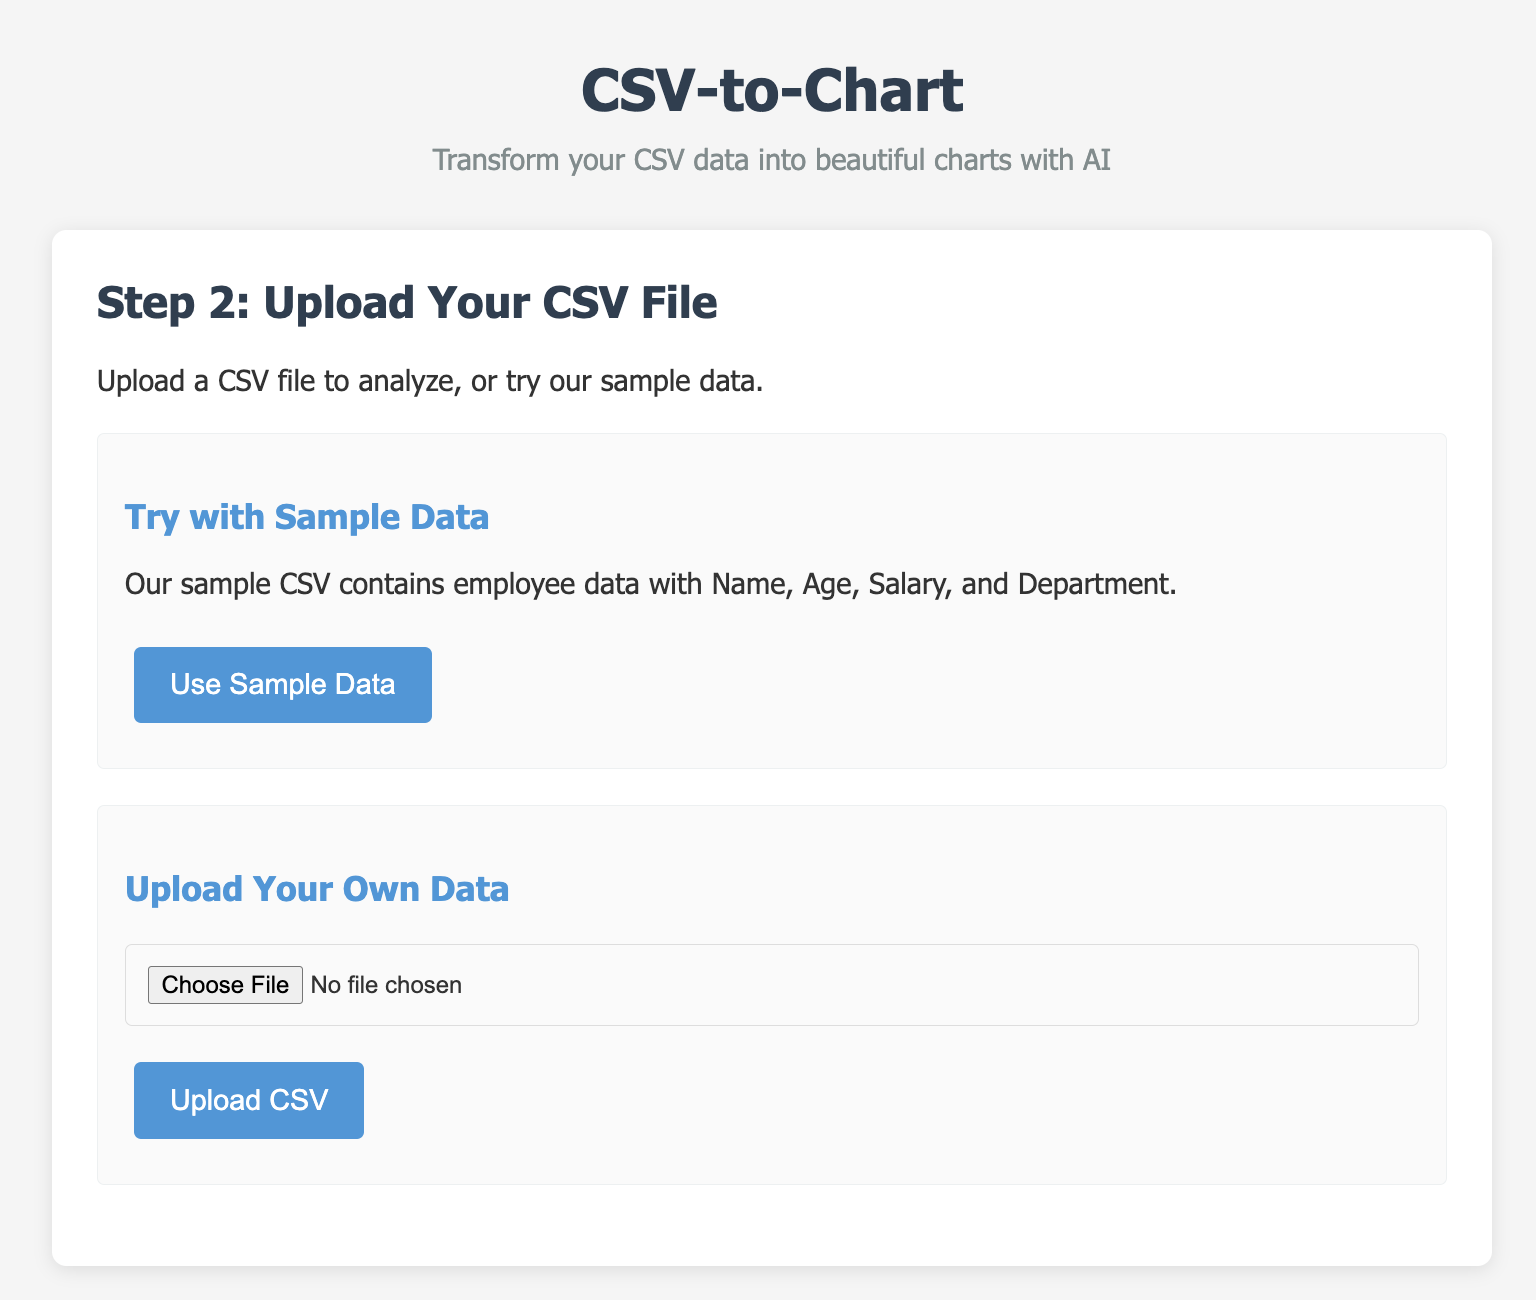 CSV-to-Chart
Transform your CSV data into beautiful charts with AI
Step 2: Upload Your CSV File
Upload a CSV file to analyze, or try our sample data.
Try with Sample Data
Our sample CSV contains employee data with Name, Age, Salary, and Department.
Use Sample Data
Upload Your Own Data
Choose File No file chosen
Upload CSV